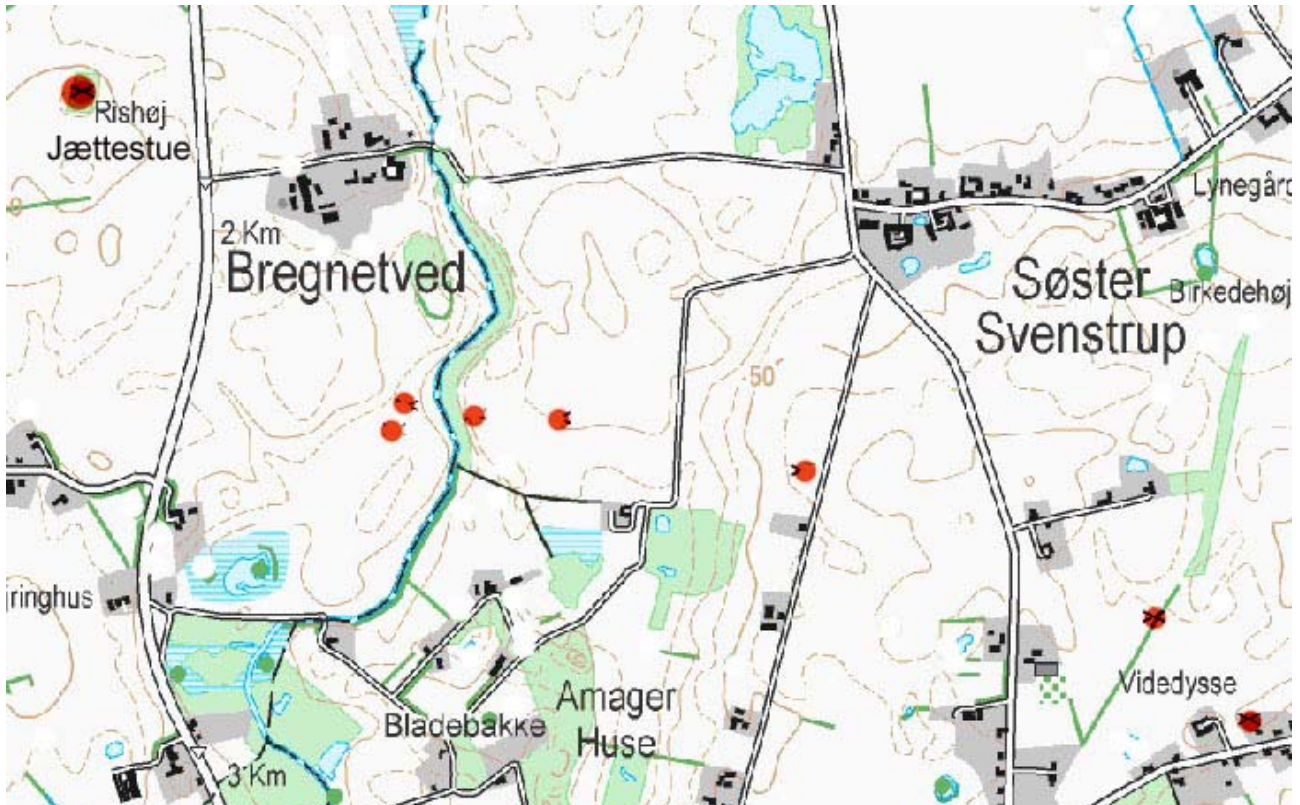 Rishøj
Jættestue
2 Km
Bregnetved
Lynegård
Søster
Svenstrup
Birkedehøj
50
ringhus
Amager
Huse
Bladebakke
Videdysse
3 Km